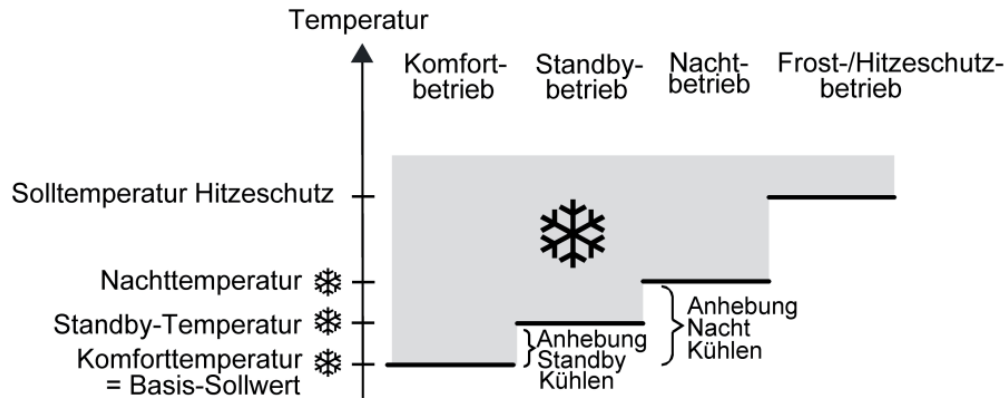 Temperatur
Komfort-
betrieb
Standby-
betrieb
Nacht-
betrieb
Frost-/Hitzeschutz-
betrieb
Solltemperatur Hitzeschutz
Nachttemperatur
Standby-Temperatur
Komforttemperatur
= Basis-Sollwert
Anhebung
Standby
Kühlen
Anhebung
Nacht
Kühlen